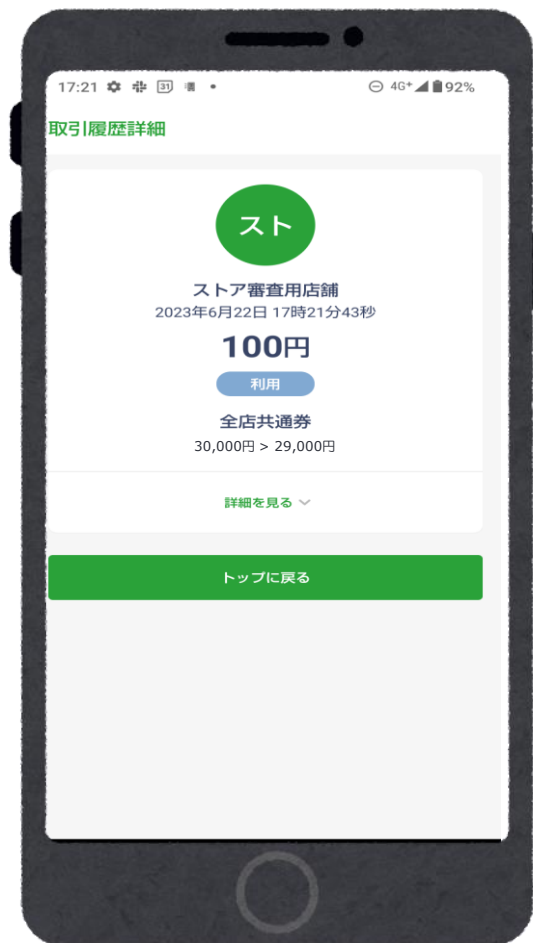 17:21 31 4G+ 92%
取引履歴詳細
スト
ストア審査用店舗
2023年6月22日 17時21分43秒
100円
利用
全店共通券
30,000円 > 29,000円
詳細を見る
トップに戻る